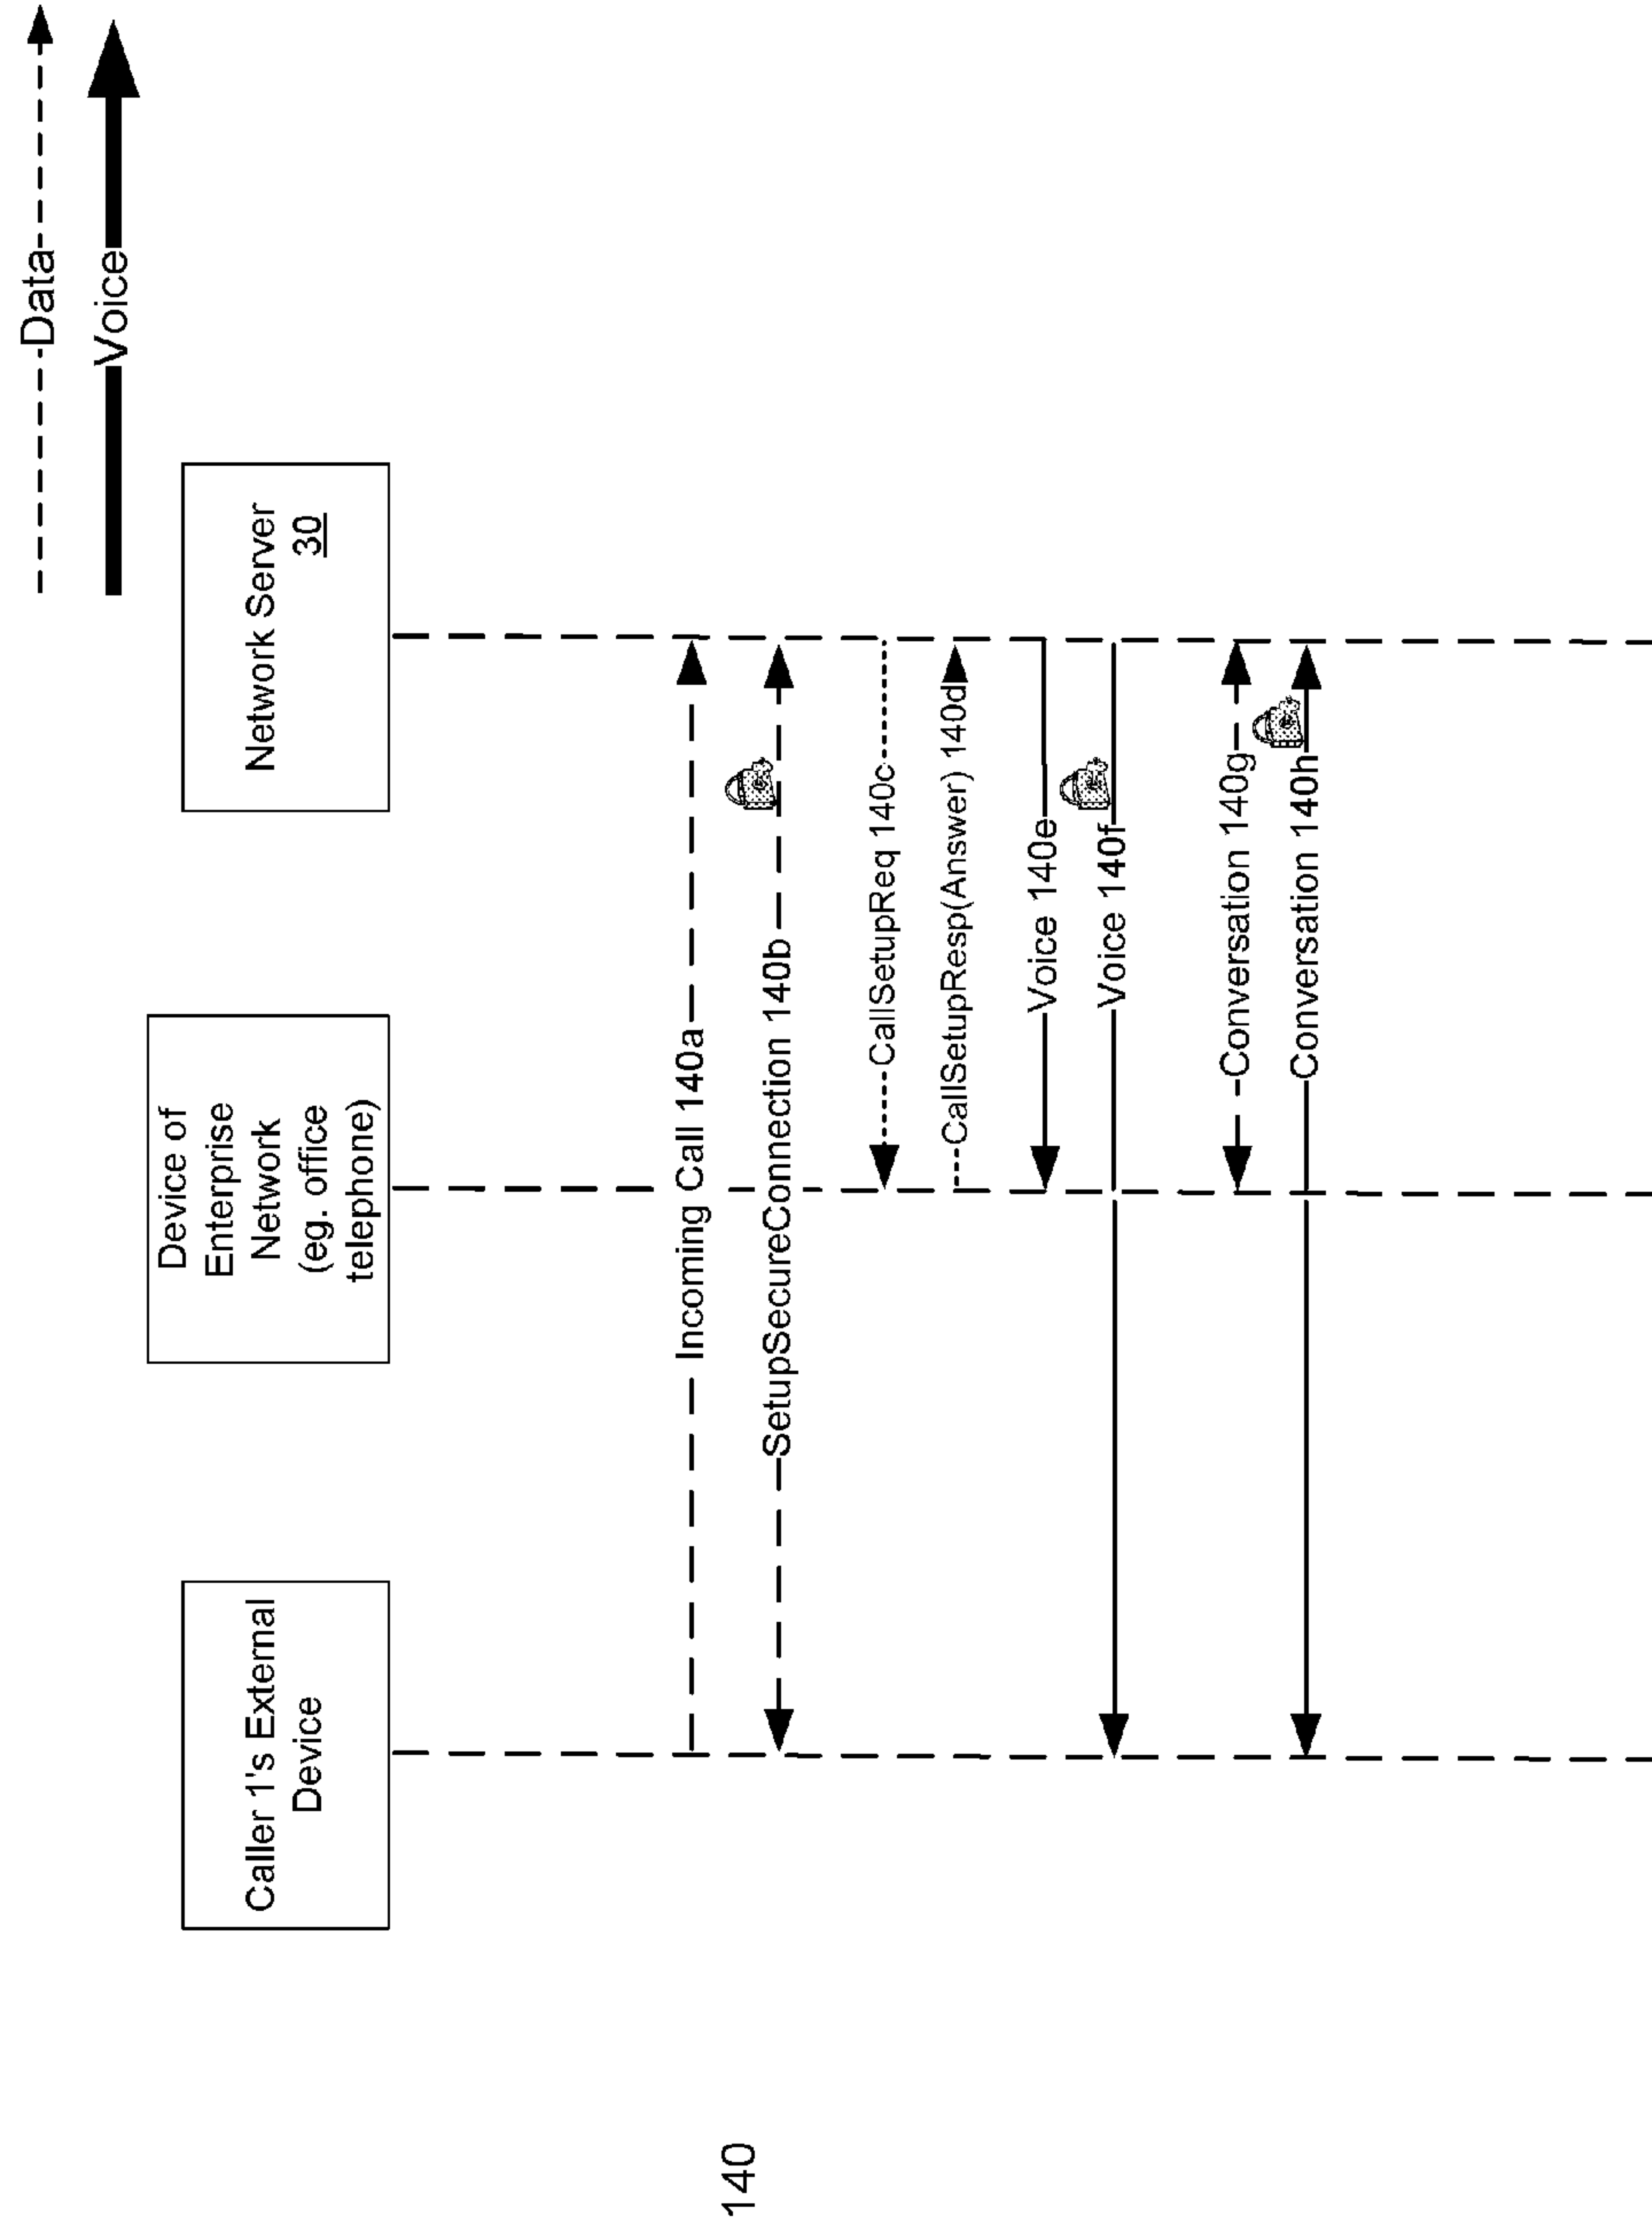 Data
Voice
Caller 1's External
Device
Device of
Enterprise
Network
(eg. office
telephone)
Network Server
30
Incoming Call 140a
SetupSecureConnection 140b
CallSetupReq 140c
CallSetupResp(Answer) 140d
Voice 140e
Voice 140f
Conversation 140g
Conversation 140h
140